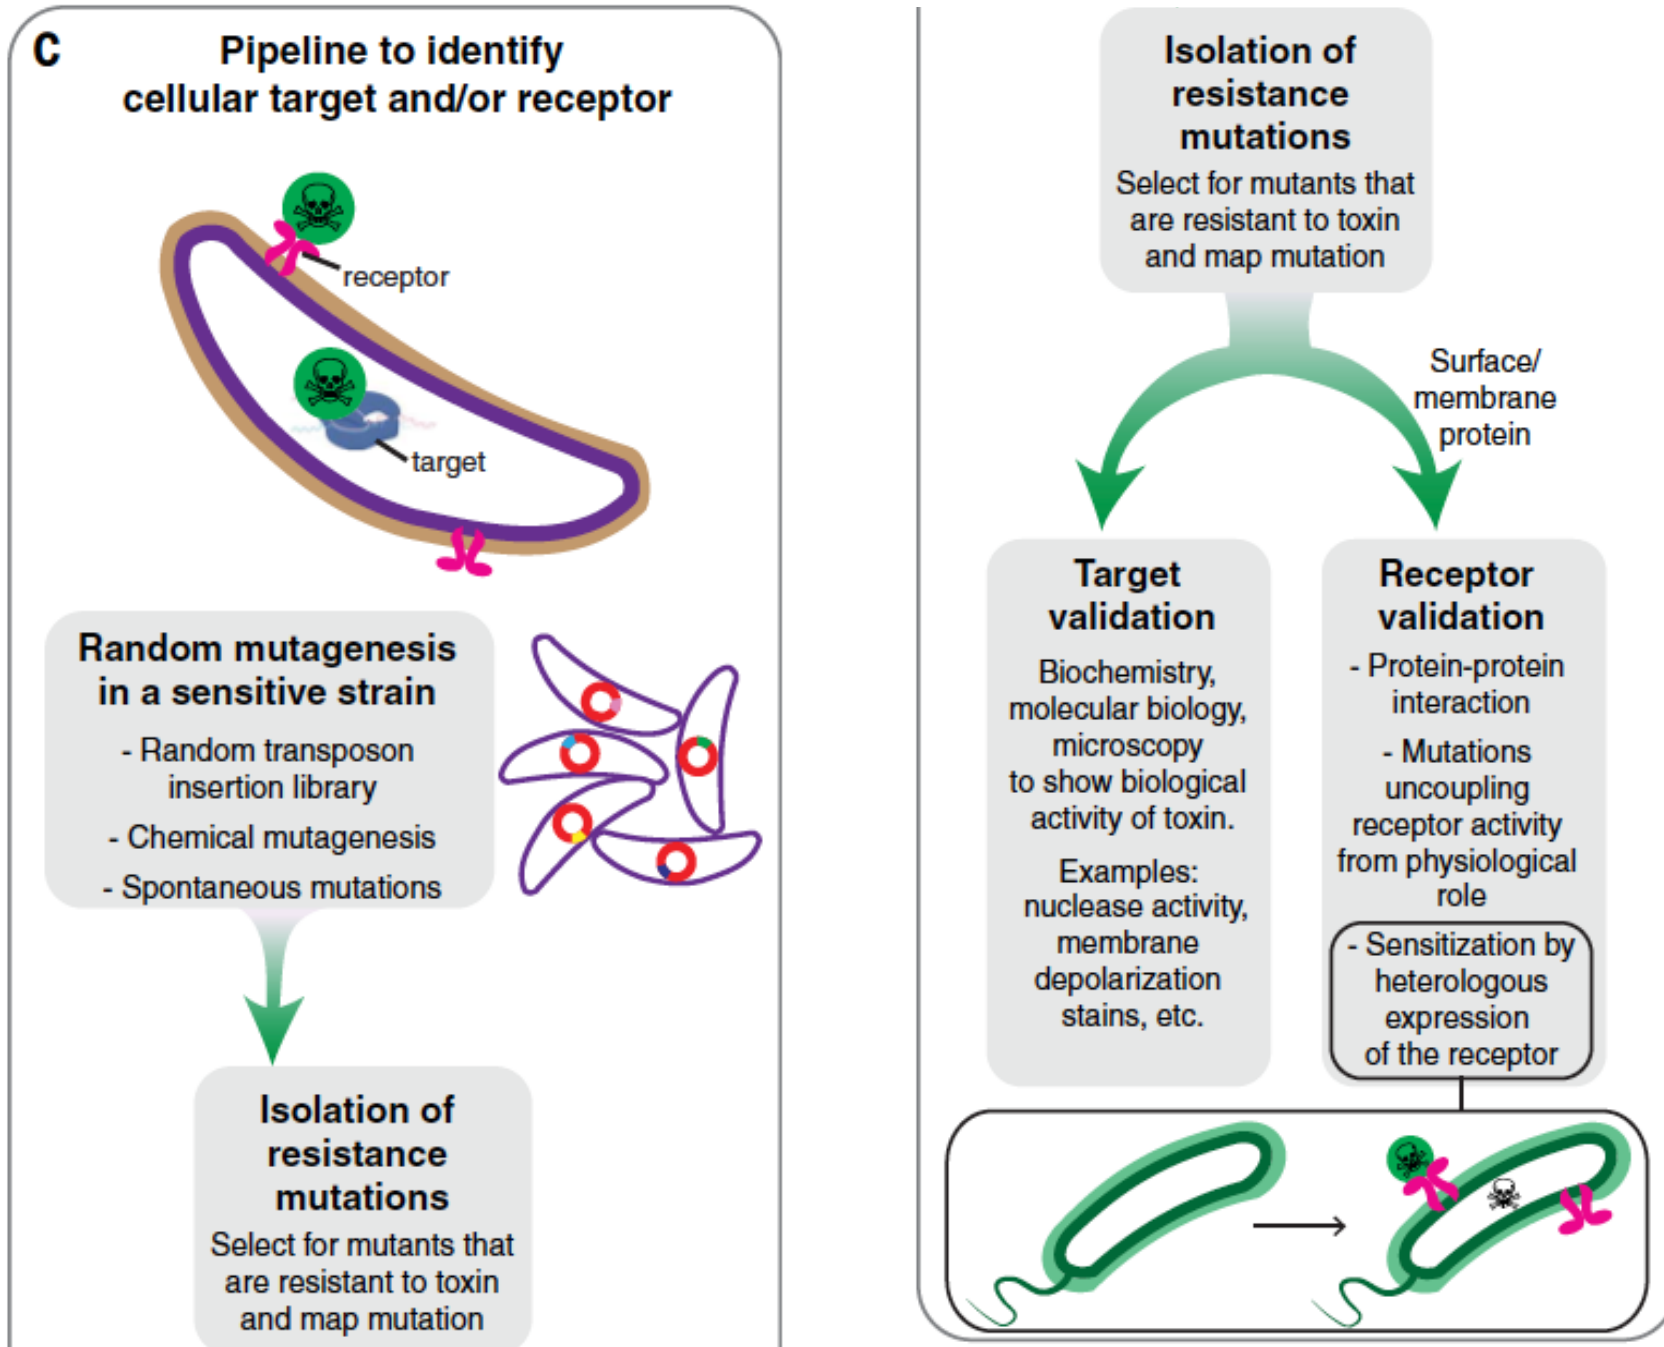 C
Pipeline to identify
cellular target and/or receptor
receptor
target
Random mutagenesis
in a sensitive strain
- Random transposon
insertion library
- Chemical mutagenesis
- Spontaneous mutations
Isolation of
resistance
mutations
Select for mutants that
are resistant to toxin
and map mutation
Isolation of
resistance
mutations
Select for mutants that
are resistant to toxin
and map mutation
Surface/
membrane
protein
Target
validation
Biochemistry,
molecular biology,
microscopy
to show biological
activity of toxin.
Examples:
nuclease activity,
membrane
depolarization
stains, etc.
Receptor
validation
- Protein-protein
interaction
- Mutations
uncoupling
receptor activity
from physiological
role
- Sensitization by
heterologous
expression
of the receptor